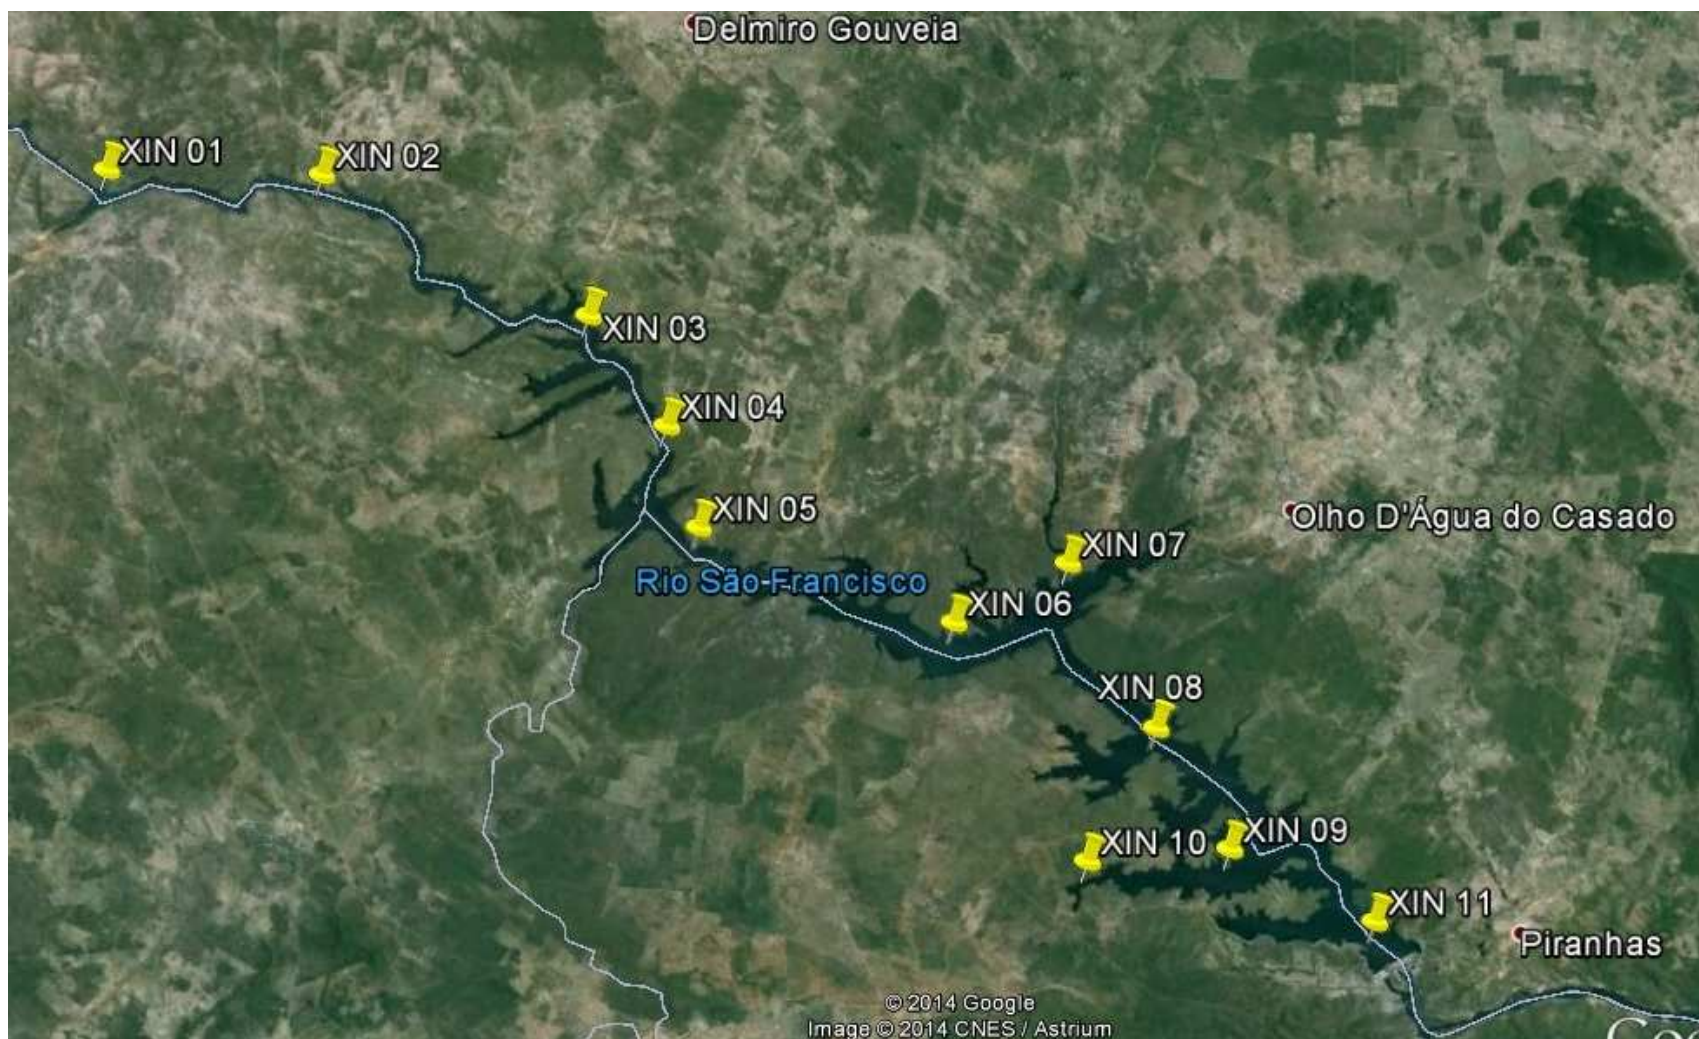 Delmiro Gouveia
XIN 01
XIN 02
XIN 03
XIN 04
XIN 05
Olho D'Água do Casado
XIN 07
Rio São Francisco
XIN 06
XIN 08
XIN 09
XIN 10
XIN 11
Piranhas
© 2014 Google
Image © 2014 CNES / Astrium